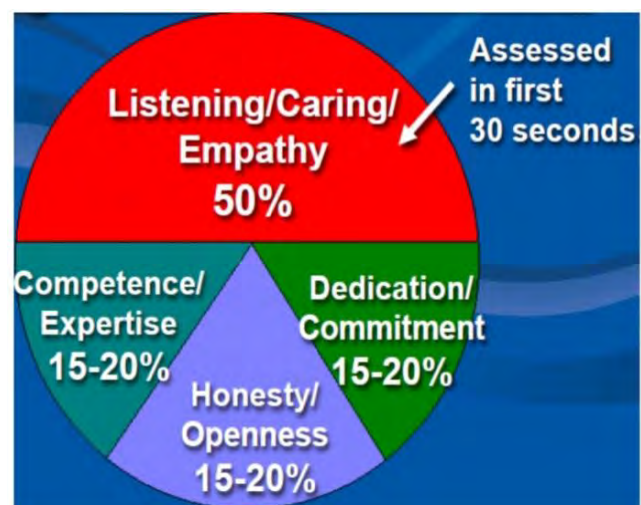 Listening/Caring/
Empathy
50%
Assessed
in first
30 seconds
Competence/
Expertise
15-20%
Honesty/
Openness
15-20%
Dedication/
Commitment
15-20%